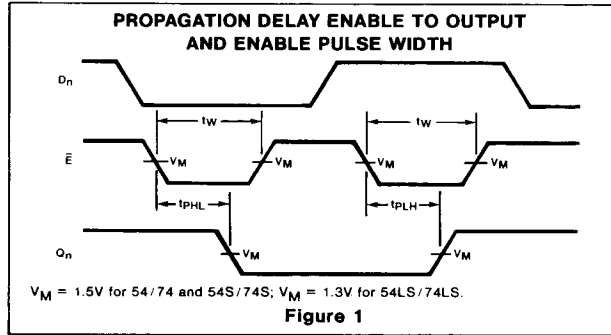 PROPAGATION DELAY ENABLE TO OUTPUT
AND ENABLE PULSE WIDTH
Dn
tW
tW
E̅
VM
VM
VM
VM
tPHL
tPLH
Qn
VM
VM
VM = 1.5V for 54/74 and 54S/74S; VM = 1.3V for 54LS/74LS.
Figure 1